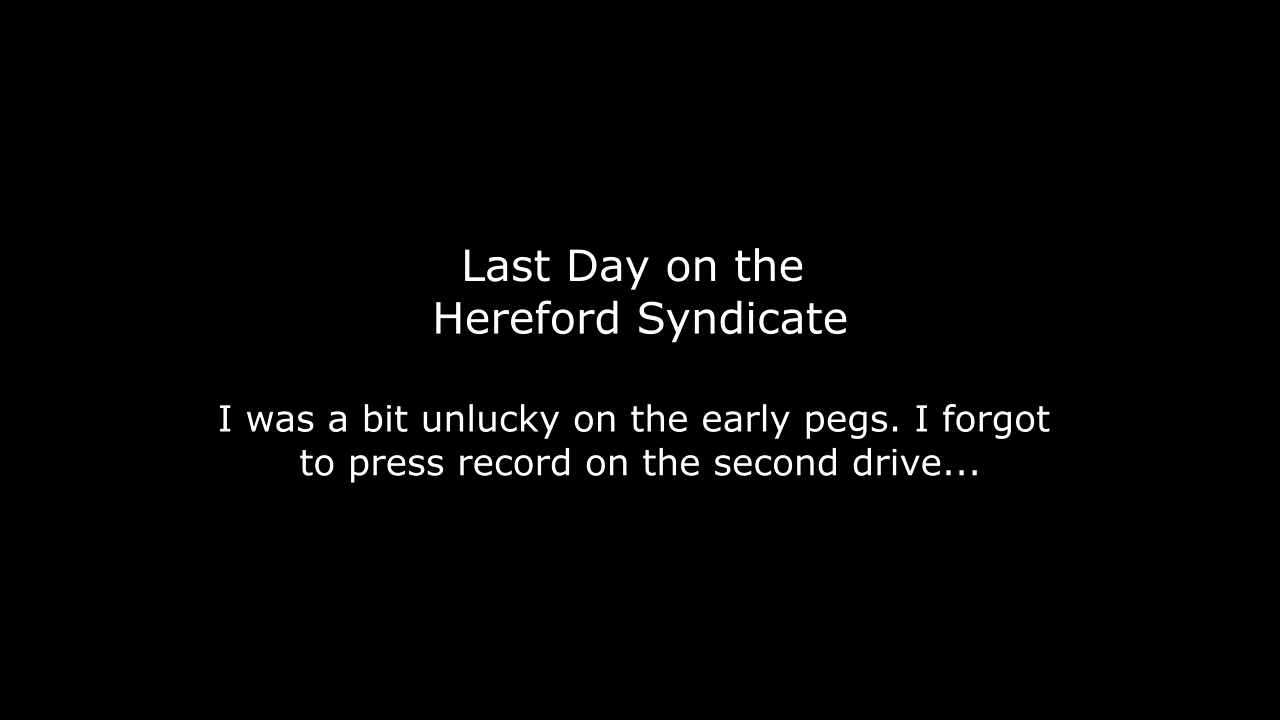 Last Day on the
Hereford Syndicate
I was a bit unlucky on the early pegs. I forgot
to press record on the second drive...